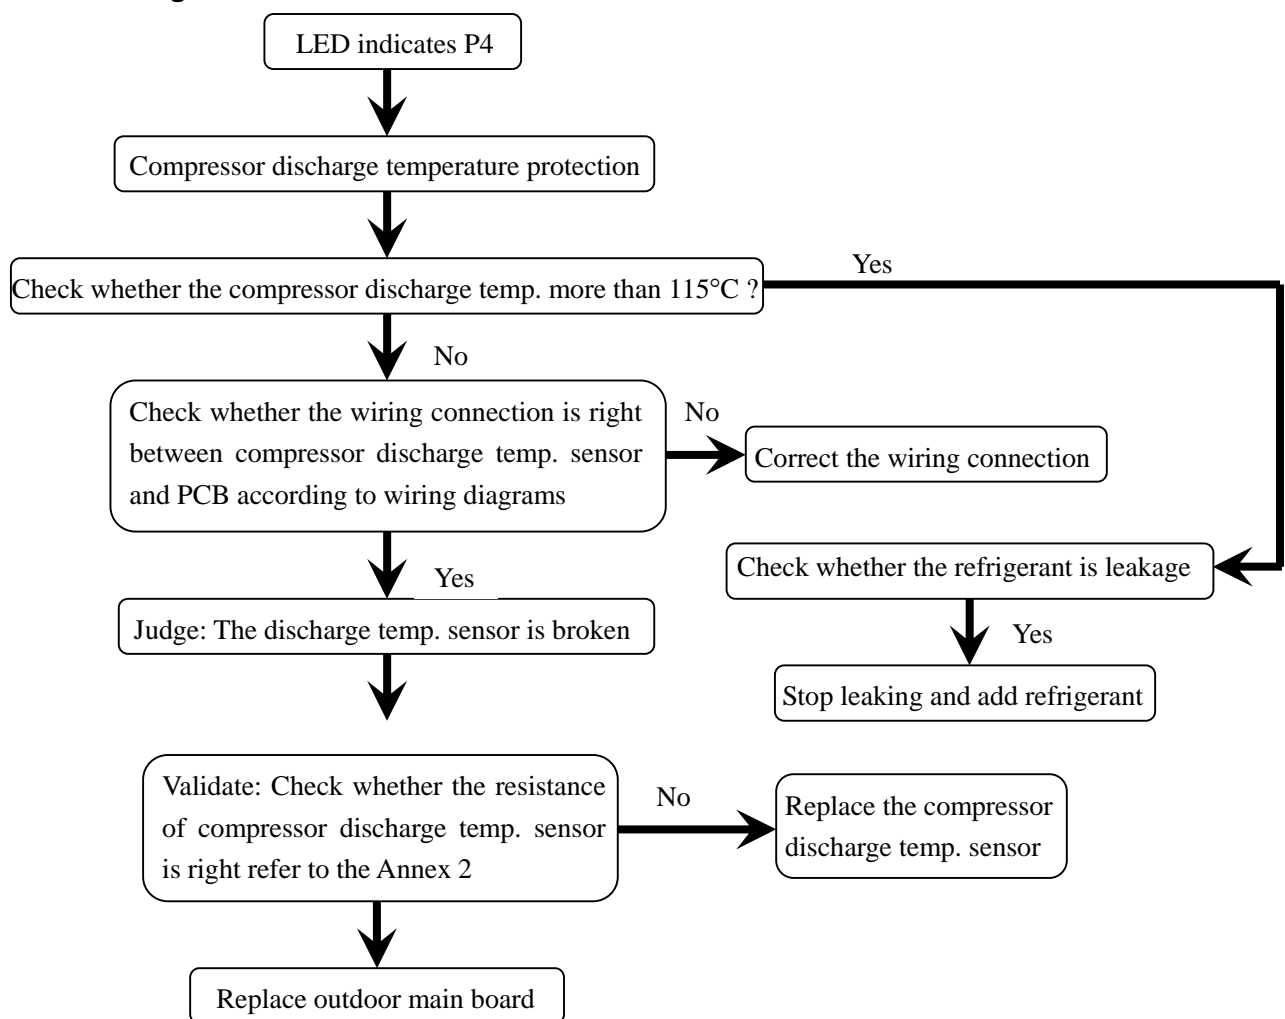 LED indicates P4
Compressor discharge temperature protection
Yes
Check whether the compressor discharge temp. more than 115°C ?
No
Check whether the wiring connection is right
between compressor discharge temp. sensor
and PCB according to wiring diagrams
No
Correct the wiring connection
Check whether the refrigerant is leakage
Yes
Judge: The discharge temp. sensor is broken
Yes
Stop leaking and add refrigerant
Validate: Check whether the resistance
of compressor discharge temp. sensor
is right refer to the Annex 2
No
Replace the compressor
discharge temp. sensor
Replace outdoor main board